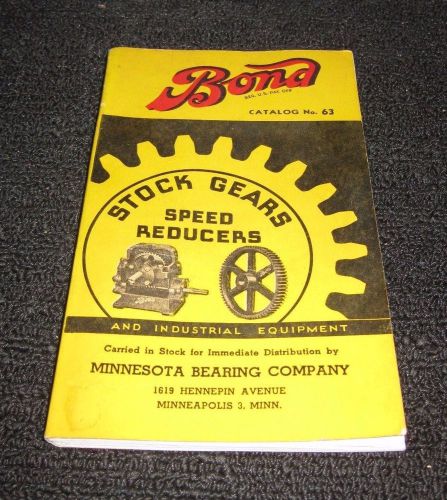 Bond
REG. U.S. PAT. OFF.
CATALOG No. 63
STOCK GEARS
SPEED
REDUCERS
AND INDUSTRIAL EQUIPMENT
Carried in Stock for Immediate Distribution by
MINNESOTA BEARING COMPANY
1619 HENNEPIN AVENUE
MINNEAPOLIS 3, MINN.